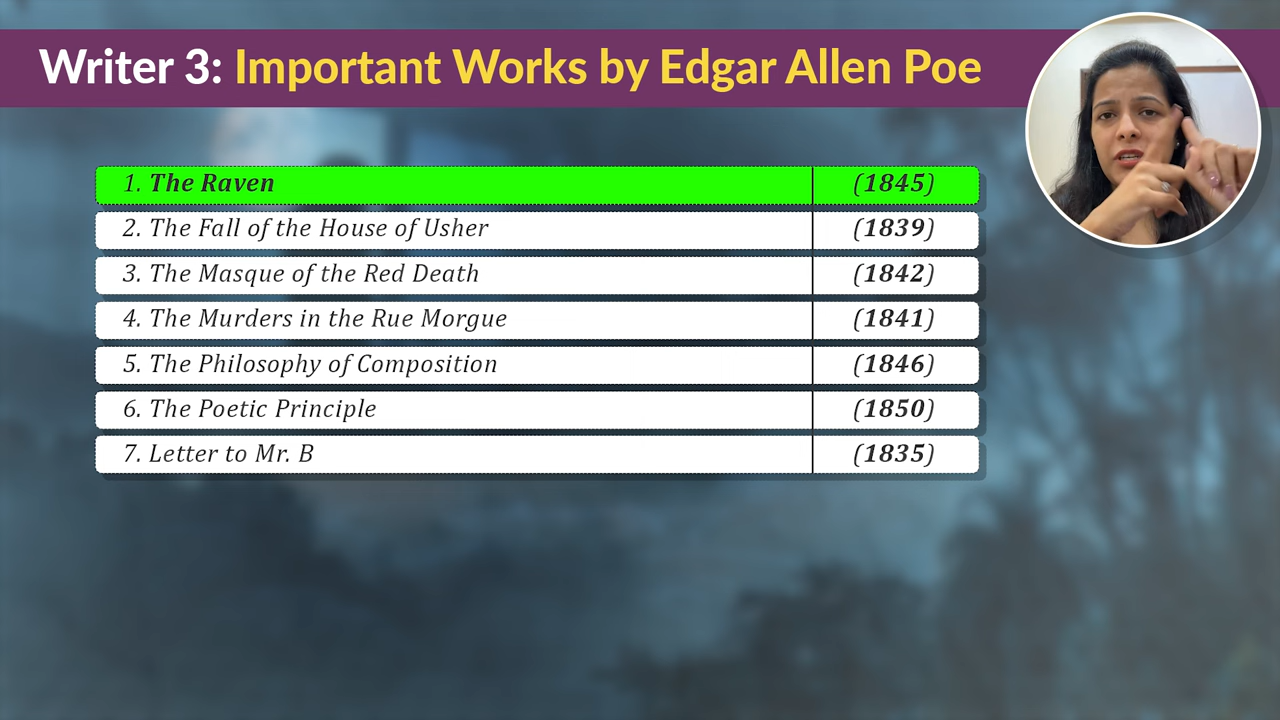 Writer 3: Important Works by Edgar Allen Poe
1. The Raven (1845)
2. The Fall of the House of Usher (1839)
3. The Masque of the Red Death (1842)
4. The Murders in the Rue Morgue (1841)
5. The Philosophy of Composition (1846)
6. The Poetic Principle (1850)
7. Letter to Mr. B (1835)